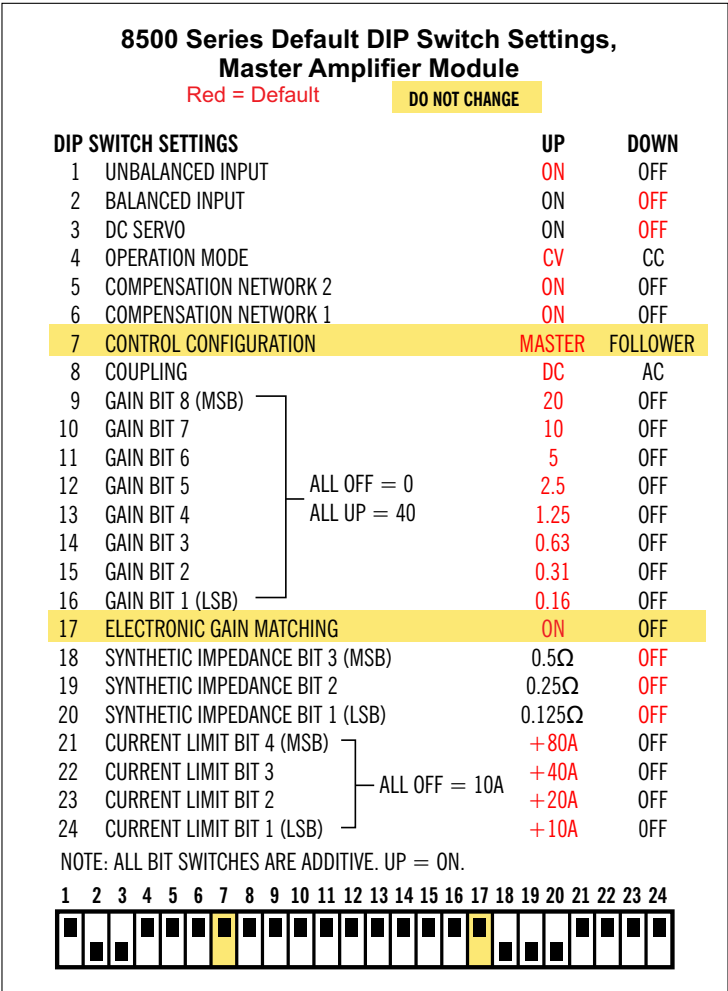 8500 Series Default DIP Switch Settings,
Master Amplifier Module
Red = Default DO NOT CHANGE
DIP SWITCH SETTINGS UP DOWN
1 UNBALANCED INPUT ON OFF
2 BALANCED INPUT ON OFF
3 DC SERVO ON OFF
4 OPERATION MODE CV CC
5 COMPENSATION NETWORK 2 ON OFF
6 COMPENSATION NETWORK 1 ON OFF
7 CONTROL CONFIGURATION MASTER FOLLOWER
8 COUPLING DC AC
9 GAIN BIT 8 (MSB) 20 OFF
10 GAIN BIT 7 10 OFF
11 GAIN BIT 6 5 OFF
12 GAIN BIT 5 ALL OFF = 0 2.5 OFF
13 GAIN BIT 4 ALL UP = 40 1.25 OFF
14 GAIN BIT 3 0.63 OFF
15 GAIN BIT 2 0.31 OFF
16 GAIN BIT 1 (LSB) 0.16 OFF
17 ELECTRONIC GAIN MATCHING ON OFF
18 SYNTHETIC IMPEDANCE BIT 3 (MSB) 0.5Ω OFF
19 SYNTHETIC IMPEDANCE BIT 2 0.25Ω OFF
20 SYNTHETIC IMPEDANCE BIT 1 (LSB) 0.125Ω OFF
21 CURRENT LIMIT BIT 4 (MSB) +80A OFF
22 CURRENT LIMIT BIT 3 ALL OFF = 10A +40A OFF
23 CURRENT LIMIT BIT 2 +20A OFF
24 CURRENT LIMIT BIT 1 (LSB) +10A OFF
NOTE: ALL BIT SWITCHES ARE ADDITIVE. UP = ON.
1 2 3 4 5 6 7 8 9 10 11 12 13 14 15 16 17 18 19 20 21 22 23 24